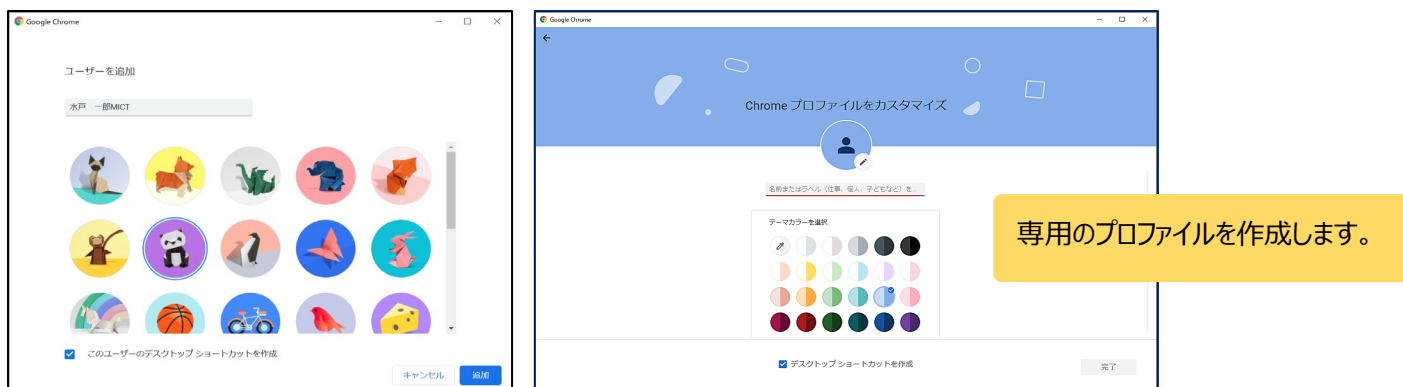 Google Chrome
ユーザーを追加
水戸　一郎MICT
このユーザーのデスクトップ ショートカットを作成
キャンセル
追加
Google Chrome
Chrome プロファイルをカスタマイズ
名前またはラベル（仕事、個人、子どもなど）を...
テーマカラーを選択
デスクトップ ショートカットを作成
完了
専用のプロファイルを作成します。